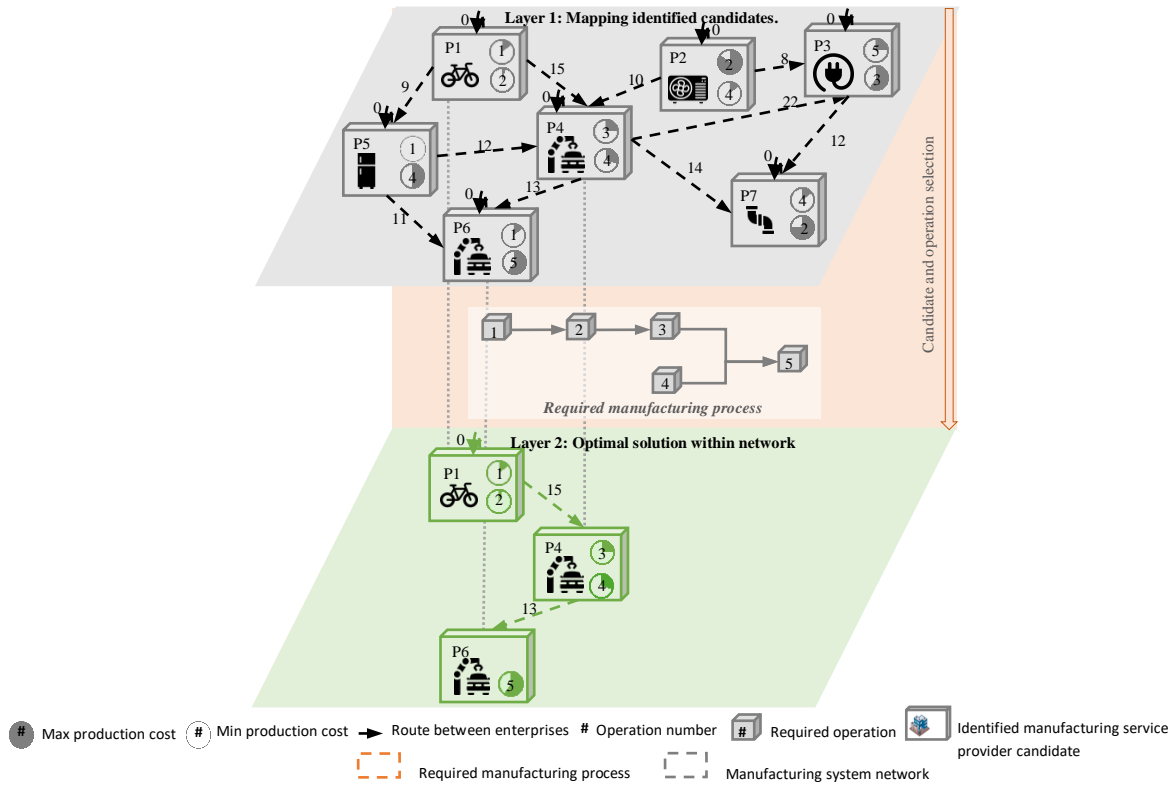 Layer 1: Mapping identified candidates.
0
P1
1
2
0
P2
2
4
0
P3
5
3
9
15
10
8
22
0
P5
1
4
12
0
P4
3
4
12
14
13
11
0
P6
1
5
0
P7
4
2
Candidate and operation selection
1
2
3
4
5
Required manufacturing process
Layer 2: Optimal solution within network
0
P1
1
2
15
P4
3
4
13
P6
5
# Max production cost
# Min production cost
Route between enterprises
# Operation number
# Required operation
Identified manufacturing service
provider candidate
Required manufacturing process
Manufacturing system network